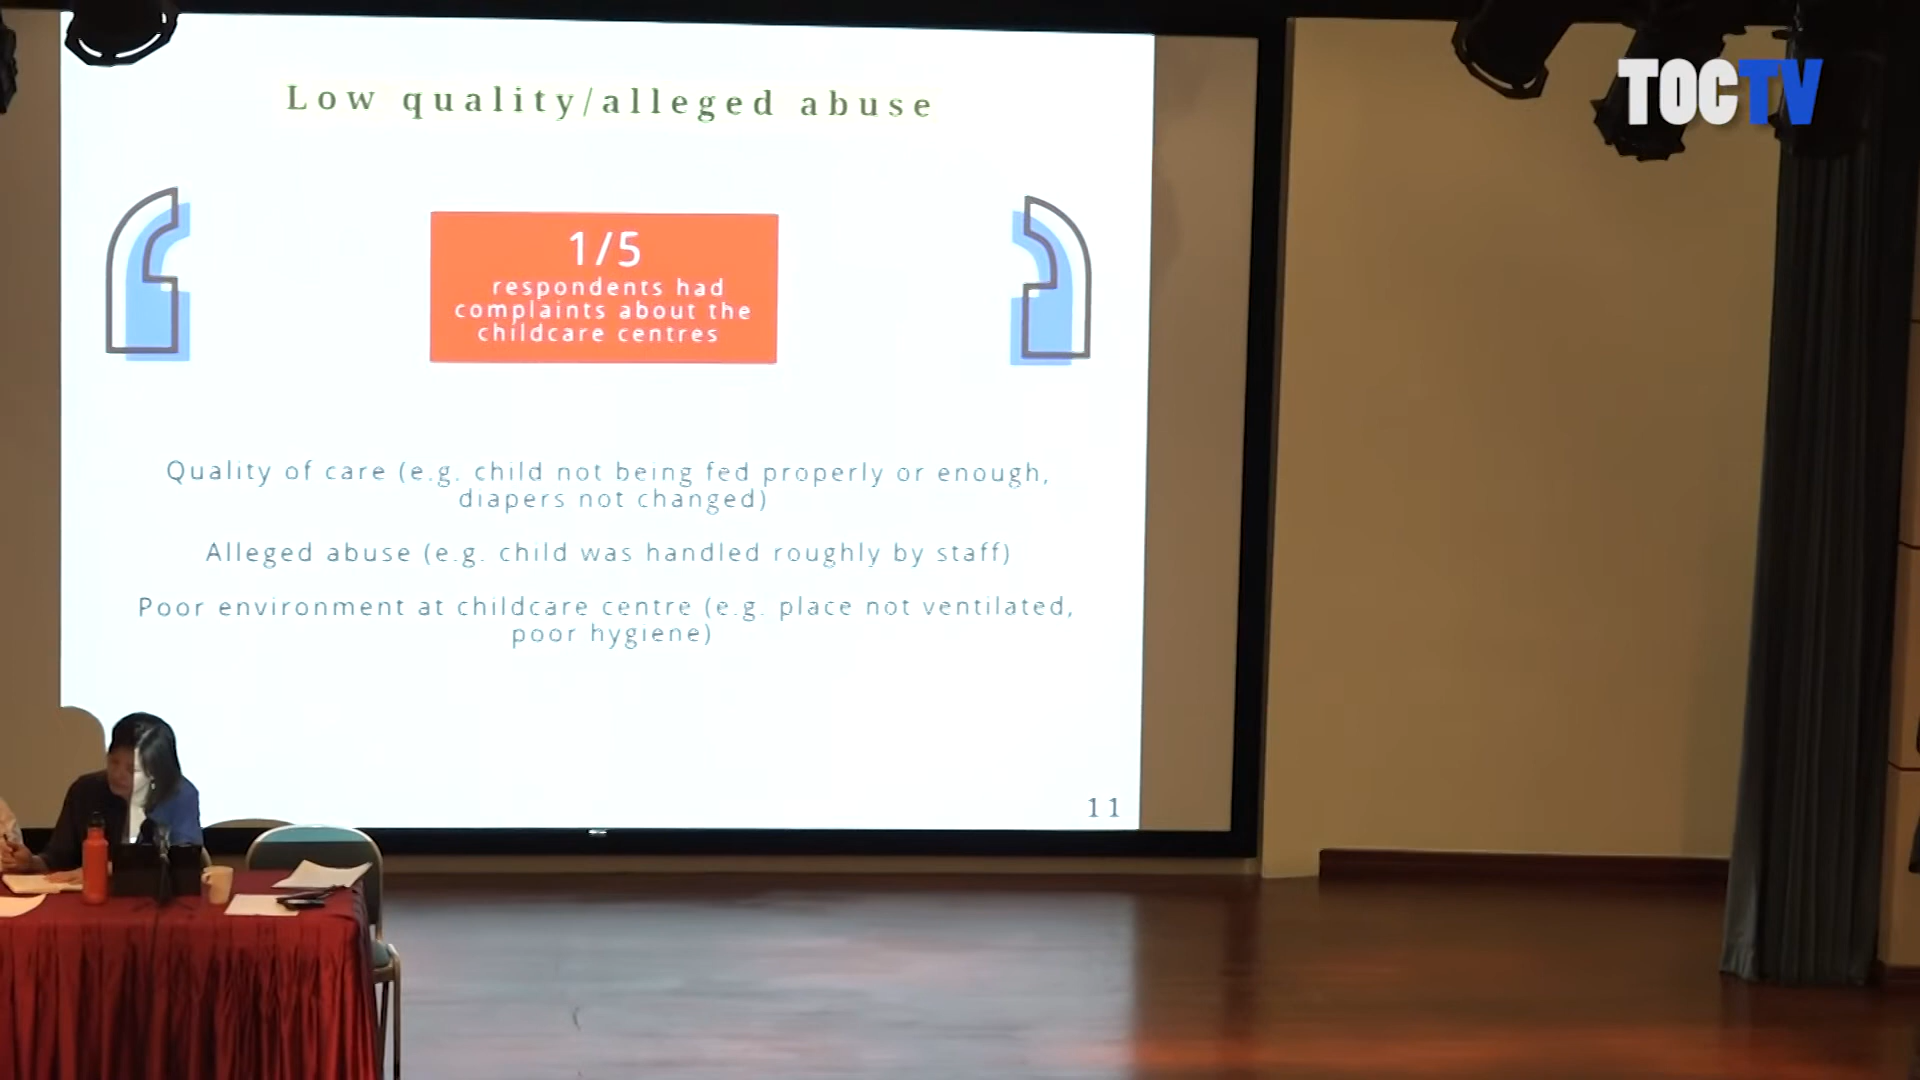 TOCTV
Low quality/alleged abuse
1/5
respondents had
complaints about the
childcare centres
Quality of care (e.g. child not being fed properly or enough,
diapers not changed)
Alleged abuse (e.g. child was handled roughly by staff)
Poor environment at childcare centre (e.g. place not ventilated,
poor hygiene)
11